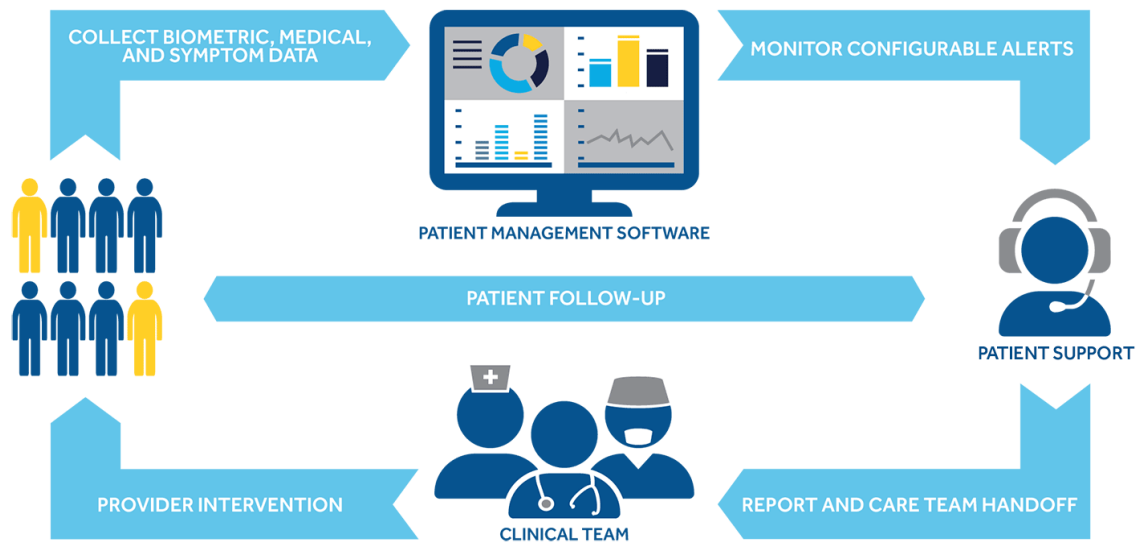 COLLECT BIOMETRIC, MEDICAL,
AND SYMPTOM DATA
MONITOR CONFIGURABLE ALERTS
PATIENT MANAGEMENT SOFTWARE
PATIENT FOLLOW-UP
PATIENT SUPPORT
PROVIDER INTERVENTION
REPORT AND CARE TEAM HANDOFF
CLINICAL TEAM